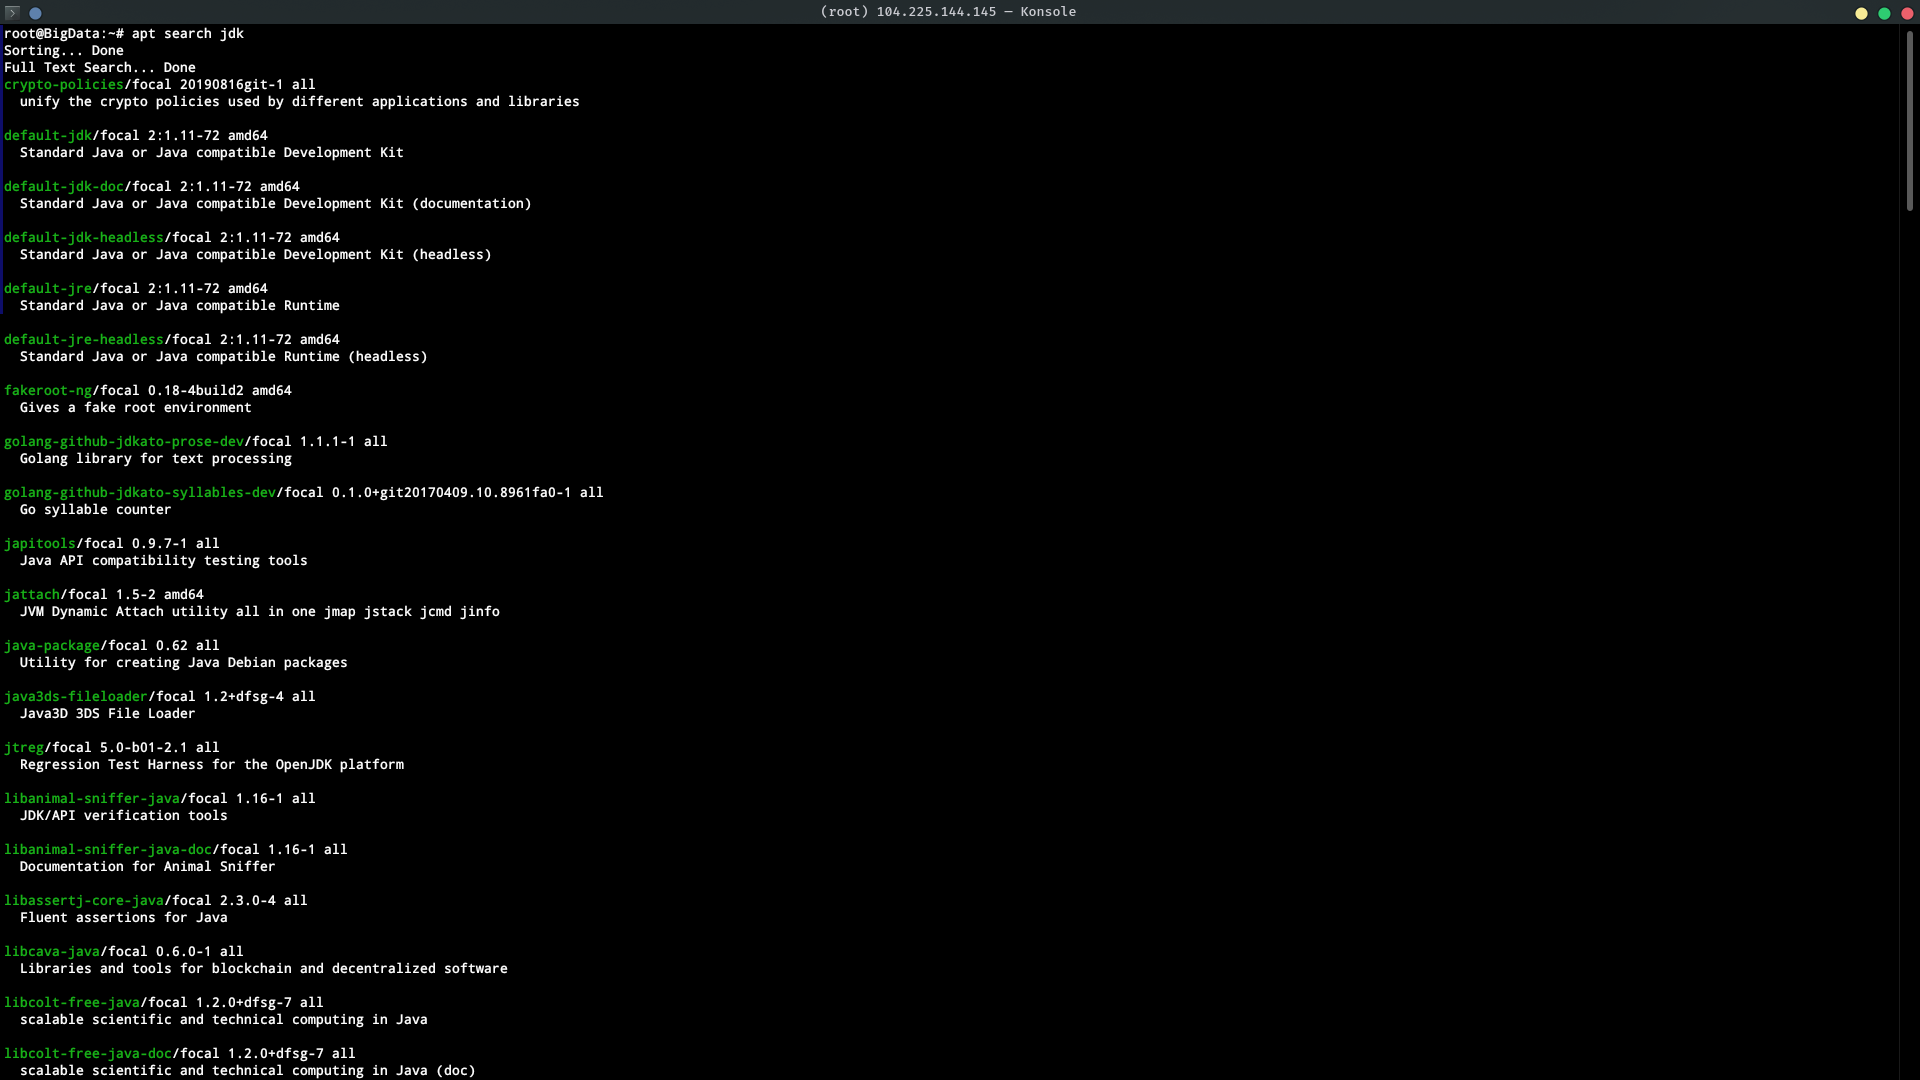 (root) 104.225.144.145 — Konsole
root@BigData:~# apt search jdk
Sorting... Done
Full Text Search... Done
crypto-policies/focal 20190816git-1 all
  unify the crypto policies used by different applications and libraries

default-jdk/focal 2:1.11-72 amd64
  Standard Java or Java compatible Development Kit

default-jdk-doc/focal 2:1.11-72 amd64
  Standard Java or Java compatible Development Kit (documentation)

default-jdk-headless/focal 2:1.11-72 amd64
  Standard Java or Java compatible Development Kit (headless)

default-jre/focal 2:1.11-72 amd64
  Standard Java or Java compatible Runtime

default-jre-headless/focal 2:1.11-72 amd64
  Standard Java or Java compatible Runtime (headless)

fakeroot-ng/focal 0.18-4build2 amd64
  Gives a fake root environment

golang-github-jdkato-prose-dev/focal 1.1.1-1 all
  Golang library for text processing

golang-github-jdkato-syllables-dev/focal 0.1.0+git20170409.10.8961fa0-1 all
  Go syllable counter

japitools/focal 0.9.7-1 all
  Java API compatibility testing tools

jattach/focal 1.5-2 amd64
  JVM Dynamic Attach utility all in one jmap jstack jcmd jinfo

java-package/focal 0.62 all
  Utility for creating Java Debian packages

java3ds-fileloader/focal 1.2+dfsg-4 all
  Java3D 3DS File Loader

jtreg/focal 5.0-b01-2.1 all
  Regression Test Harness for the OpenJDK platform

libanimal-sniffer-java/focal 1.16-1 all
  JDK/API verification tools

libanimal-sniffer-java-doc/focal 1.16-1 all
  Documentation for Animal Sniffer

libassertj-core-java/focal 2.3.0-4 all
  Fluent assertions for Java

libcava-java/focal 0.6.0-1 all
  Libraries and tools for blockchain and decentralized software

libcolt-free-java/focal 1.2.0+dfsg-7 all
  scalable scientific and technical computing in Java

libcolt-free-java-doc/focal 1.2.0+dfsg-7 all
  scalable scientific and technical computing in Java (doc)